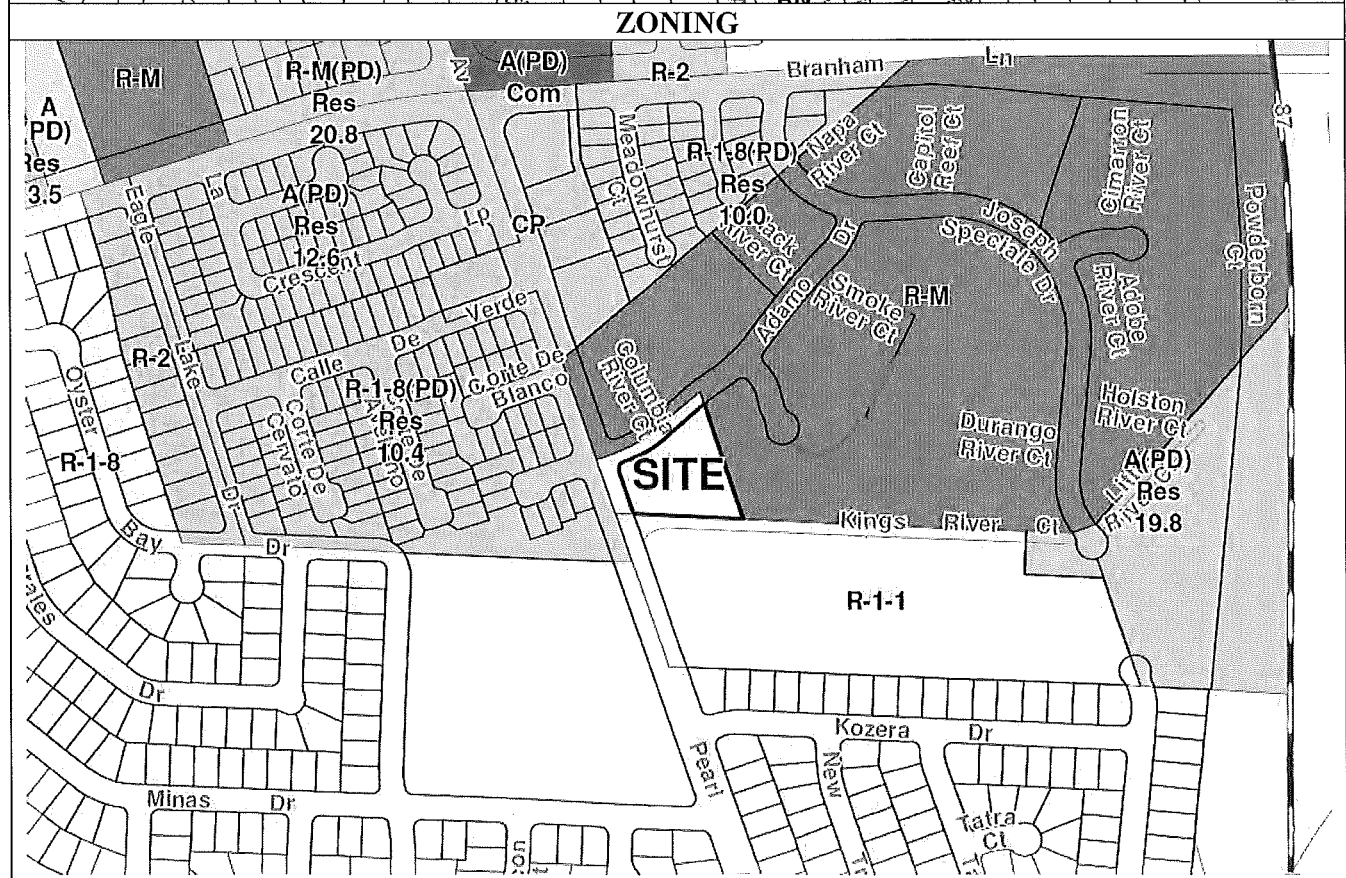 ZONING
R-M
R-M(PD)
Res
20.8
Av
A(PD)
Com
R-2
Branham
Ln
A
(PD)
Res
3.5
87
Eagle
Lake
Dr
La
A(PD)
Res
12.6
Crescent
Lp
CP
Meadowhurst
Ct
R-1-8(PD)
Res
10.0
Napa
River Ct
Capitol
Reef Ct
Cimarron
River Ct
Powderborn
Ct
River Ct
Adamo
Dr
Smoke
River Ct
R-M
Joseph
Speciale
Dr
Adobe
River Ct
R-2
Calle
De
Verde
Corte De
Blanco
R-1-8(PD)
Res
10.4
Corte De
Cervato
Columbia
River Ct
Oyster
Bay
Dr
R-1-8
SITE
Durango
River Ct
Holston
River Ct
A(PD)
Res
19.8
Kings
River
Ct
R-1-1
Dr
Minas
Dr
Pearl
Kozera
Dr
New
Tatra
Ct